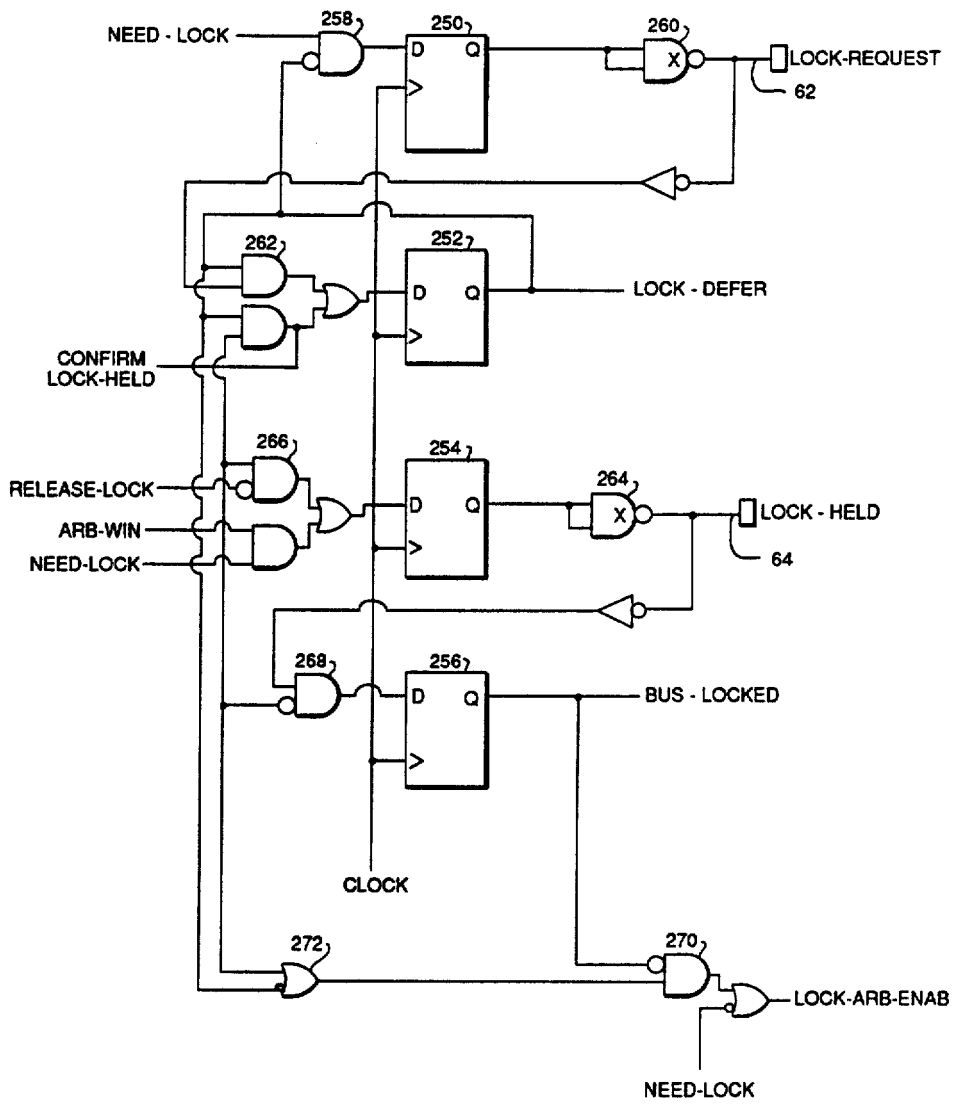 258
250
260
NEED - LOCK
D Q
X
LOCK-REQUEST
62
262
252
D Q
LOCK - DEFER
CONFIRM
LOCK-HELD
266
254
264
RELEASE-LOCK
D Q
X
LOCK - HELD
ARB-WIN
NEED-LOCK
64
268
256
D Q
BUS - LOCKED
CLOCK
272
270
LOCK-ARB-ENAB
NEED-LOCK